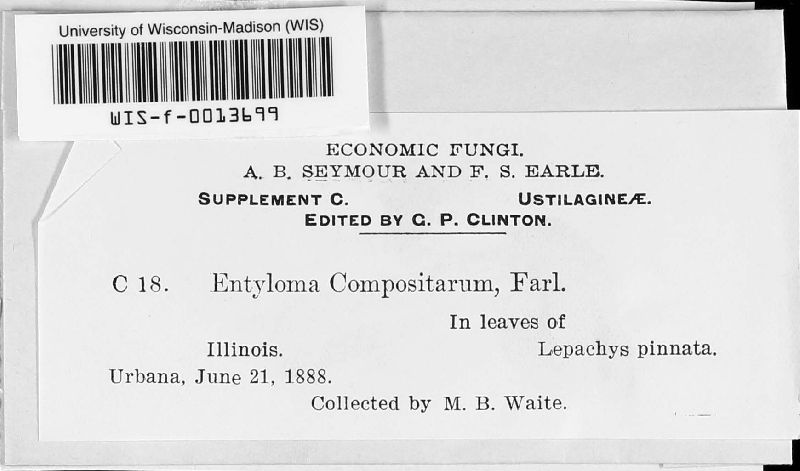 University of Wisconsin-Madison (WIS)
WIS-f-0013699
ECONOMIC FUNGI.
A. B. SEYMOUR AND F. S. EARLE.
SUPPLEMENT C. USTILAGINEÆ.
EDITED BY G. P. CLINTON.
C 18. Entyloma Compositarum, Farl.
In leaves of
Illinois. Lepachys pinnata.
Urbana, June 21, 1888.
Collected by M. B. Waite.